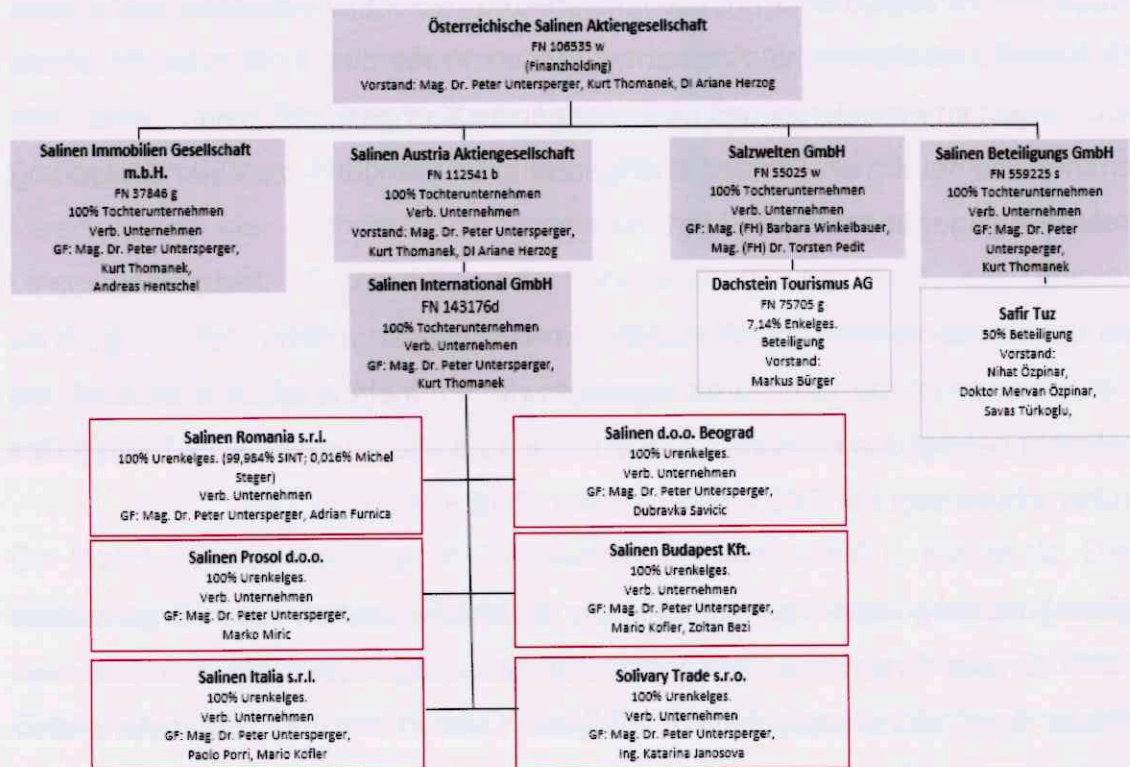 Österreichische Salinen Aktiengesellschaft
FN 106535 w
(Finanzholding)
Vorstand: Mag. Dr. Peter Untersperger, Kurt Thomanek, DI Ariane Herzog
Salinen Immobilien Gesellschaft
m.b.H.
FN 37846 g
100% Tochterunternehmen
Verb. Unternehmen
GF: Mag. Dr. Peter Untersperger,
Kurt Thomanek,
Andreas Hentschel
Salinen Austria Aktiengesellschaft
FN 112541 b
100% Tochterunternehmen
Verb. Unternehmen
Vorstand: Mag. Dr. Peter Untersperger,
Kurt Thomanek, DI Ariane Herzog
Salzwelten GmbH
FN 55025 w
100% Tochterunternehmen
Verb. Unternehmen
GF: Mag. (FH) Barbara Winkelbauer,
Mag. (FH) Dr. Torsten Pedit
Salinen Beteiligungs GmbH
FN 559225 s
100% Tochterunternehmen
Verb. Unternehmen
GF: Mag. Dr. Peter
Untersperger,
Kurt Thomanek
Salinen International GmbH
FN 143176d
100% Tochterunternehmen
Verb. Unternehmen
GF: Mag. Dr. Peter Untersperger,
Kurt Thomanek
Dachstein Tourismus AG
FN 75705 g
7,14% Enkelges.
Beteiligung
Vorstand:
Markus Bürger
Safir Tuz
50% Beteiligung
Vorstand:
Nihat Özpinar,
Doktor Mervan Özpinar,
Savas Türkoglu,
Salinen Romania s.r.l.
100% Urenkelges. (99,984% SINT; 0,016% Michel
Steger)
Verb. Unternehmen
GF: Mag. Dr. Peter Untersperger, Adrian Furnica
Salinen d.o.o. Beograd
100% Urenkelges.
Verb. Unternehmen
GF: Mag. Dr. Peter Untersperger,
Dubravka Savicic
Salinen Prosol d.o.o.
100% Urenkelges.
Verb. Unternehmen
GF: Mag. Dr. Peter Untersperger,
Marko Miric
Salinen Budapest Kft.
100% Urenkelges.
Verb. Unternehmen
GF: Mag. Dr. Peter Untersperger,
Mario Kofler, Zoltan Bezi
Salinen Italia s.r.l.
100% Urenkelges.
Verb. Unternehmen
GF: Mag. Dr. Peter Untersperger,
Paolo Porri, Mario Kofler
Solivary Trade s.r.o.
100% Urenkelges.
Verb. Unternehmen
GF: Mag. Dr. Peter Untersperger,
Ing. Katarina Janosova